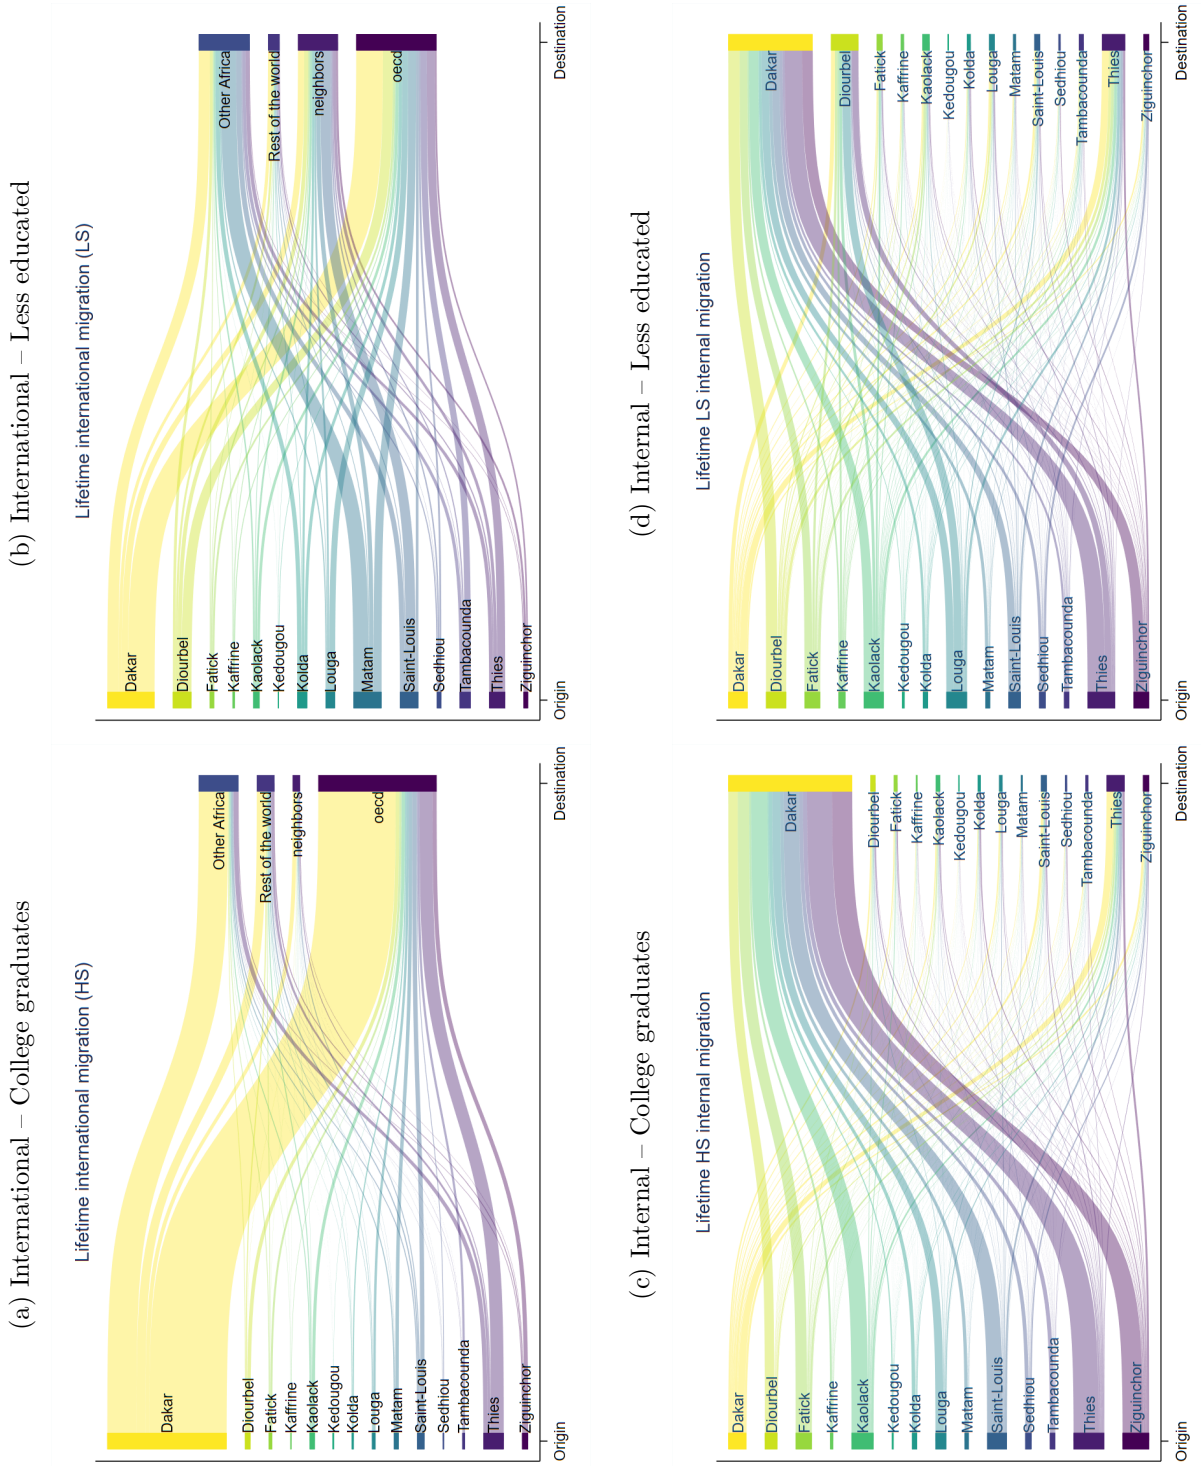 (a) International – College graduates
Lifetime international migration (HS)
Dakar
Diourbel
Fatick
Kaffrine
Kaolack
Kedougou
Kolda
Louga
Matam
Saint-Louis
Sedhiou
Tambacounda
Thies
Ziguinchor
Other Africa
Rest of the world
neighbors
oecd
Origin
Destination
(b) International – Less educated
Lifetime international migration (LS)
Dakar
Diourbel
Fatick
Kaffrine
Kaolack
Kedougou
Kolda
Louga
Matam
Saint-Louis
Sedhiou
Tambacounda
Thies
Ziguinchor
Other Africa
Rest of the world
neighbors
oecd
Origin
Destination
(c) Internal – College graduates
Lifetime HS internal migration
Dakar
Diourbel
Fatick
Kaffrine
Kaolack
Kedougou
Kolda
Louga
Matam
Saint-Louis
Sedhiou
Tambacounda
Thies
Ziguinchor
Dakar
Diourbel
Fatick
Kaffrine
Kaolack
Kedougou
Kolda
Louga
Matam
Saint-Louis
Sedhiou
Tambacounda
Thies
Ziguinchor
Origin
Destination
(d) Internal – Less educated
Lifetime LS internal migration
Dakar
Diourbel
Fatick
Kaffrine
Kaolack
Kedougou
Kolda
Louga
Matam
Saint-Louis
Sedhiou
Tambacounda
Thies
Ziguinchor
Dakar
Diourbel
Fatick
Kaffrine
Kaolack
Kedougou
Kolda
Louga
Matam
Saint-Louis
Sedhiou
Tambacounda
Thies
Ziguinchor
Origin
Destination